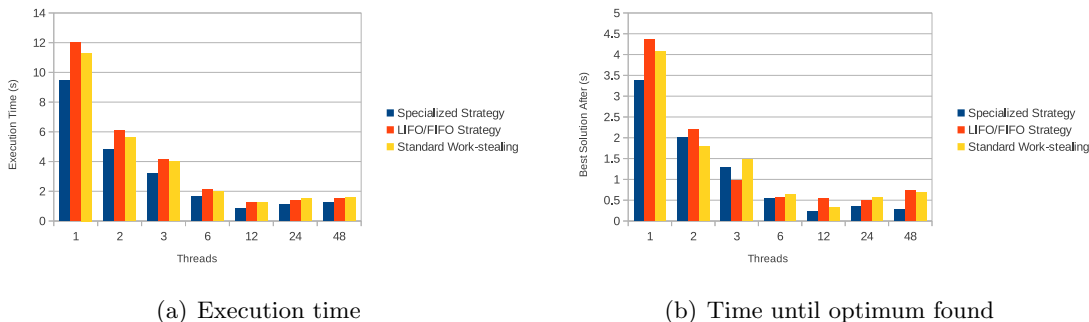 14
12
10
8
6
4
2
0
Execution Time (s)
1 2 3 6 12 24 48
Threads
Specialized Strategy
LIFO/FIFO Strategy
Standard Work-stealing
(a) Execution time
5
4.5
4
3.5
3
2.5
2
1.5
1
0.5
0
Best Solution After (s)
1 2 3 6 12 24 48
Threads
Specialized Strategy
LIFO/FIFO Strategy
Standard Work-stealing
(b) Time until optimum found